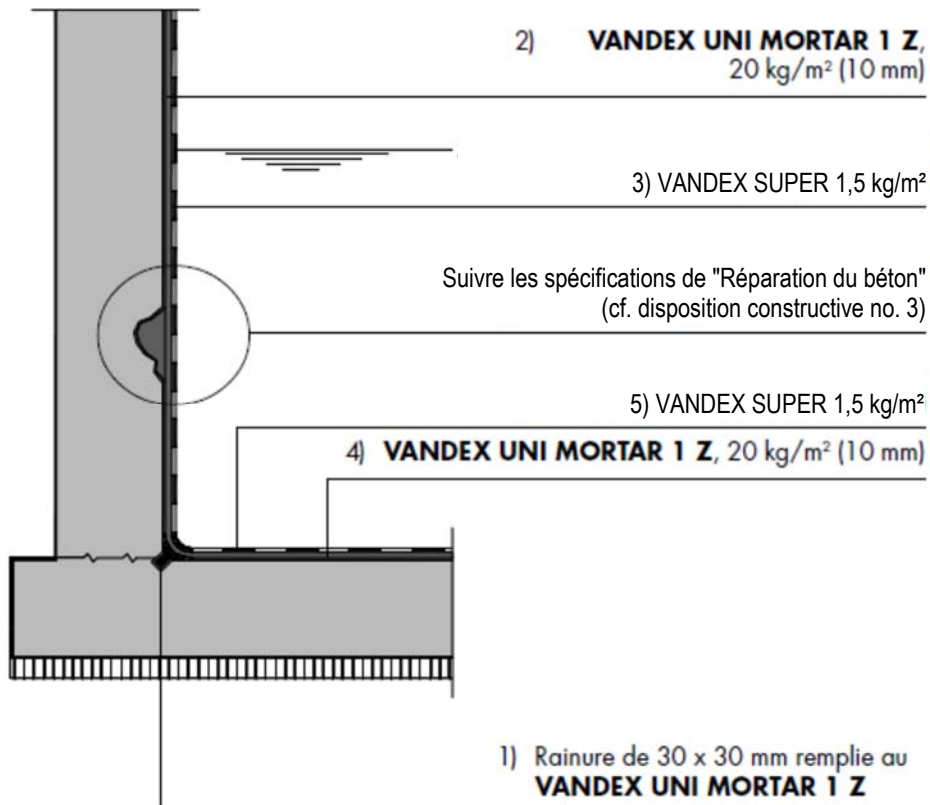 2) VANDEX UNI MORTAR 1 Z,
20 kg/m² (10 mm)
3) VANDEX SUPER 1,5 kg/m²
Suivre les spécifications de "Réparation du béton"
(cf. disposition constructive no. 3)
5) VANDEX SUPER 1,5 kg/m²
4) VANDEX UNI MORTAR 1 Z, 20 kg/m² (10 mm)
1) Rainure de 30 x 30 mm remplie au
VANDEX UNI MORTAR 1 Z